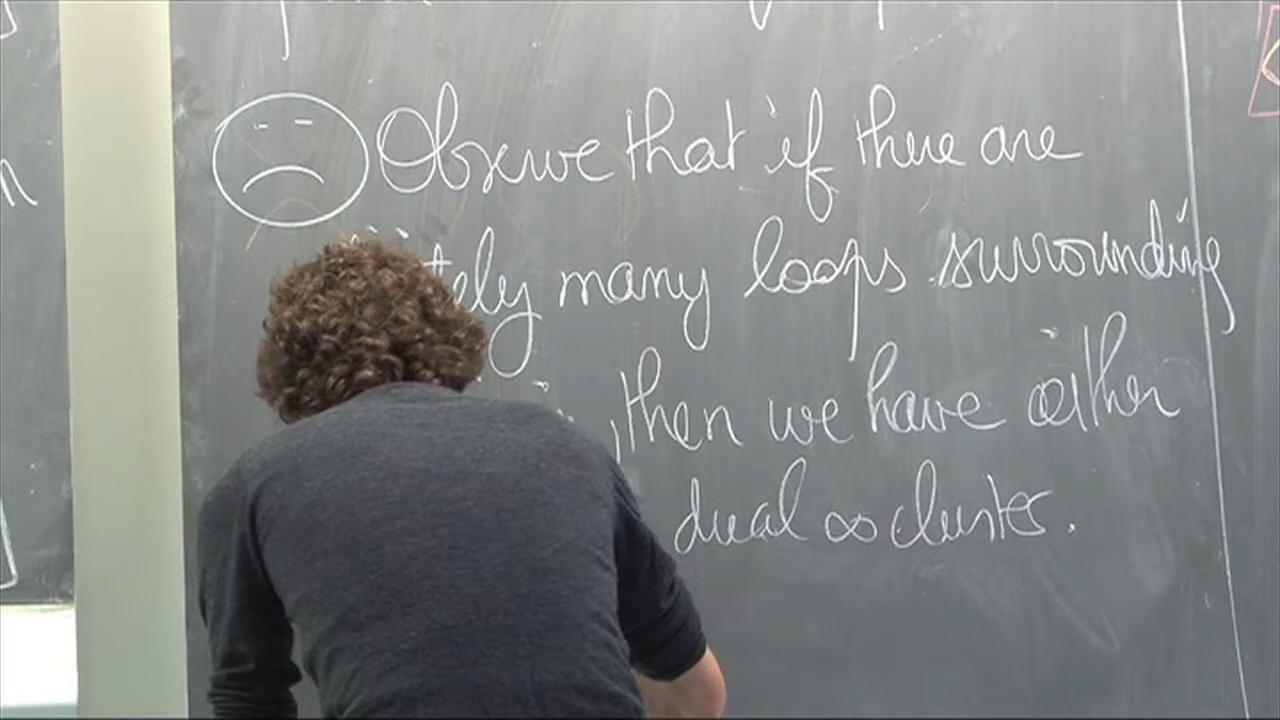 Observe that if there are
tely many loops surrounding
, then we have either
dual ∞ cluster.